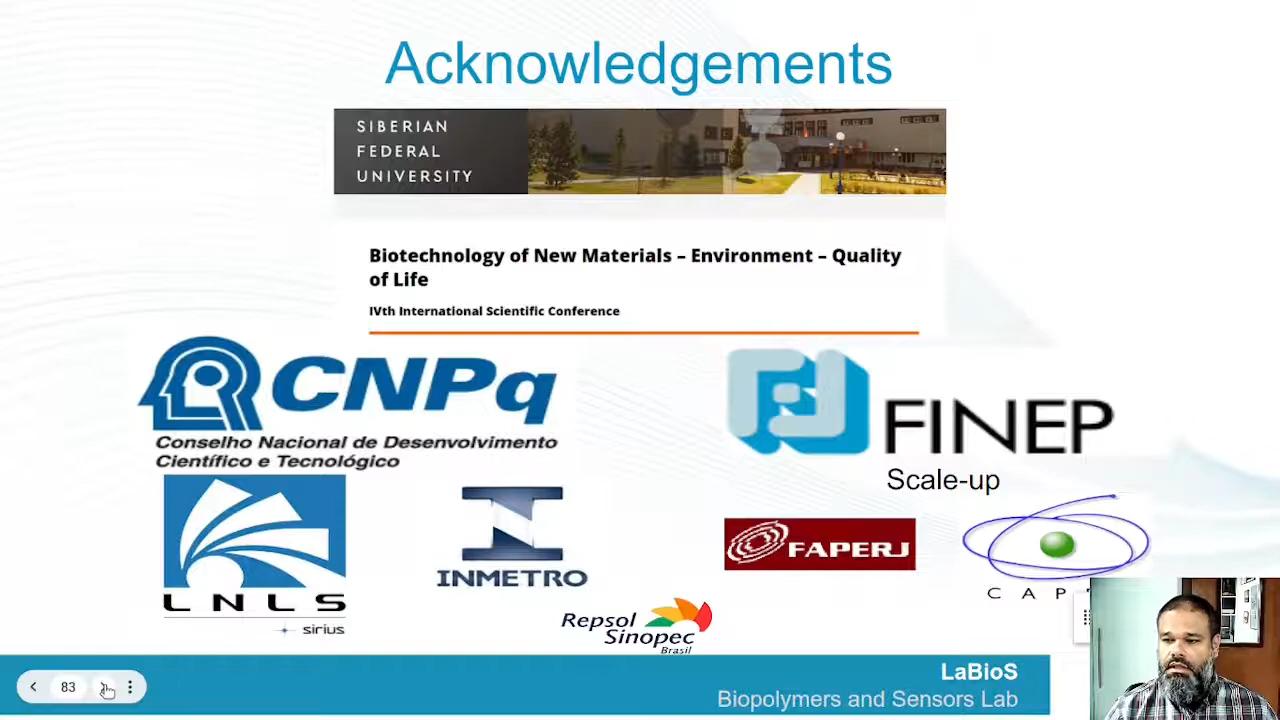 Acknowledgements
SIBERIAN
FEDERAL
UNIVERSITY
Biotechnology of New Materials – Environment – Quality
of Life
IVth International Scientific Conference
CNPq
Conselho Nacional de Desenvolvimento
Científico e Tecnológico
FINEP
Scale-up
LNLS
sirius
INMETRO
FAPERJ
Repsol
Sinopec
Brasil
LaBioS
Biopolymers and Sensors Lab
83